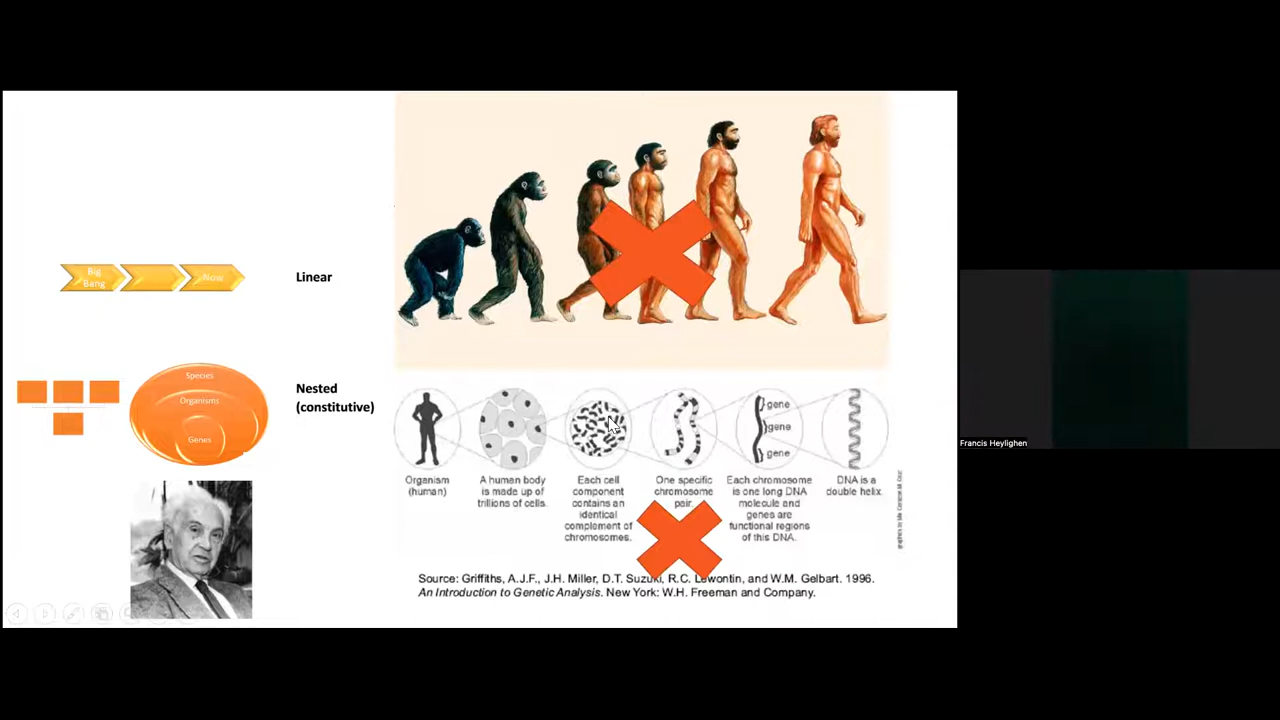 Big
Bang
Now
Linear
Species
Organisms
Genes
Nested
(constitutive)
gene
gene
gene
Organism
(human)
A human body
is made up of
trillions of cells.
Each cell
component
contains an
identical
complement of
chromosomes.
One specific
chromosome
pair.
Each chromosome
is one long DNA
molecule and
genes are
functional regions
of this DNA.
DNA is a
double helix.
Source: Griffiths, A.J.F., J.H. Miller, D.T. Suzuki, R.C. Lewontin, and W.M. Gelbart. 1996.
An Introduction to Genetic Analysis. New York: W.H. Freeman and Company.
Francis Heylighen